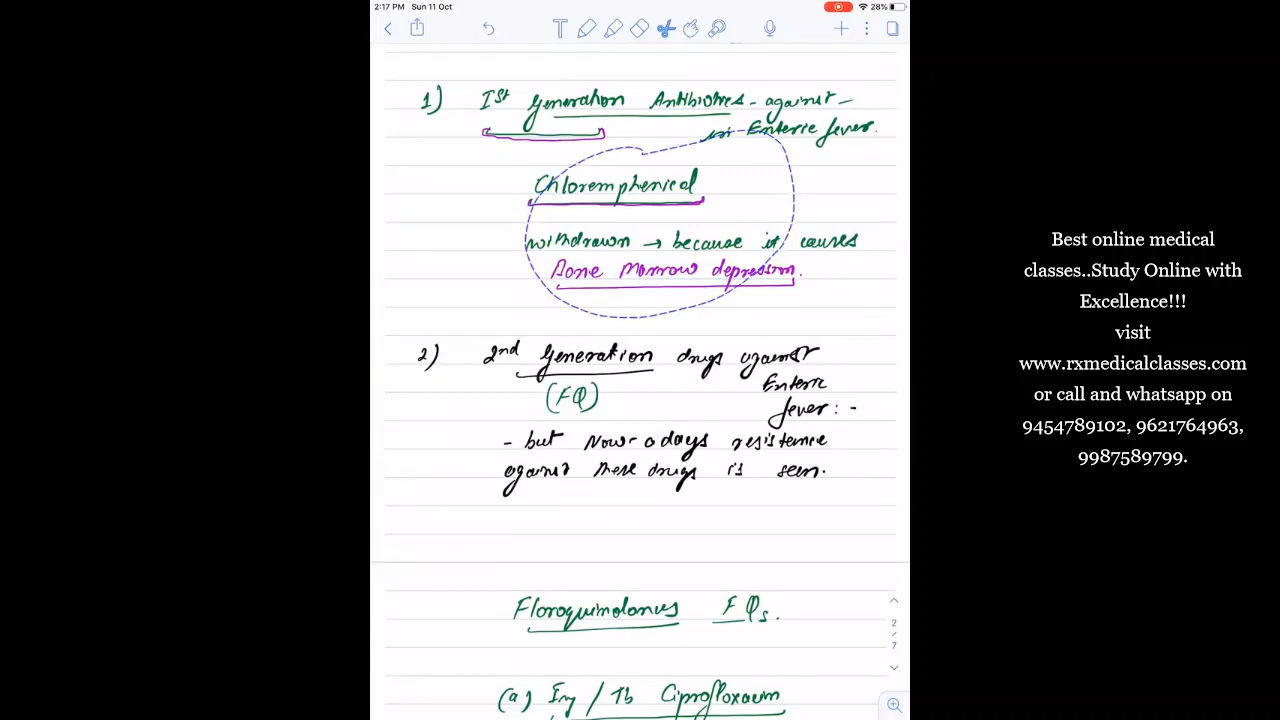 2:17 PM Sun 11 Oct
28%
1) Ist Generation Antibiotics - against -
in Enteric fever.
Chloremphenical
withdrawn → because it causes
Bone Marrow depression.
2) 2nd Generation drugs against
Enteric
(FQ)
fever : -
- but Now-a days resistence
against these drugs is seen.
Floroquinolones FQs.
2
/
7
(a) Inj / Tb Ciprofloxacin
Best online medical
classes..Study Online with
Excellence!!!
visit
www.rxmedicalclasses.com
or call and whatsapp on
9454789102, 9621764963,
9987589799.